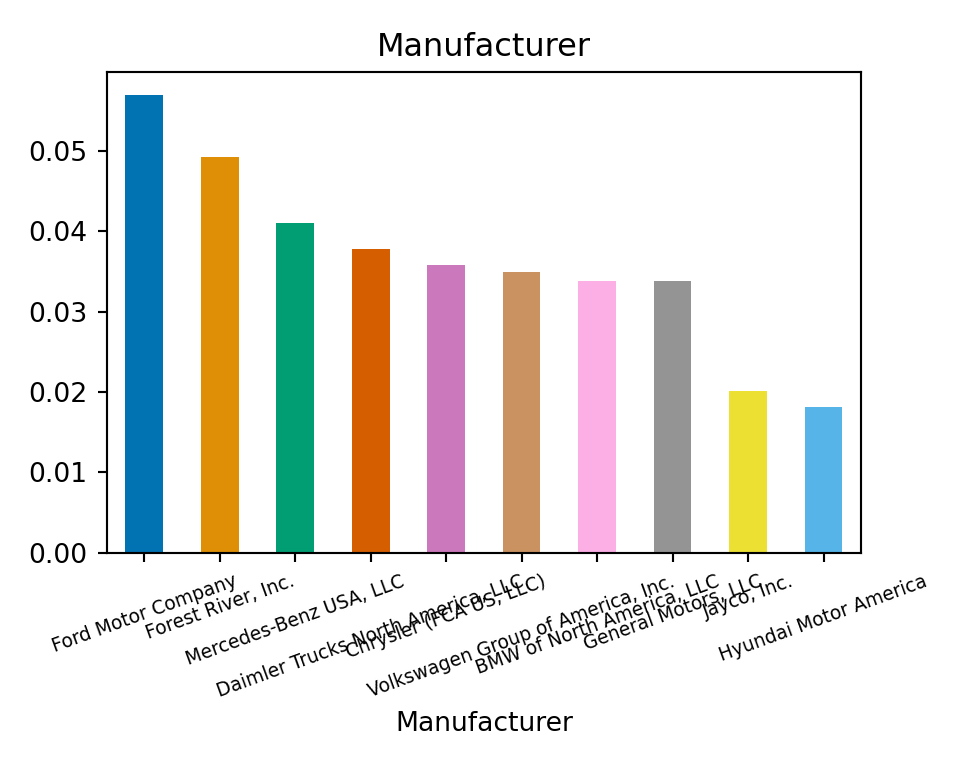 Manufacturer
0.05
0.04
0.03
0.02
0.01
0.00
Ford Motor Company
Forest River, Inc.
Mercedes-Benz USA, LLC
Daimler Trucks North America, LLC
Chrysler (FCA US, LLC)
Volkswagen Group of America, Inc.
BMW of North America, LLC
General Motors, LLC
Jayco, Inc.
Hyundai Motor America
Manufacturer